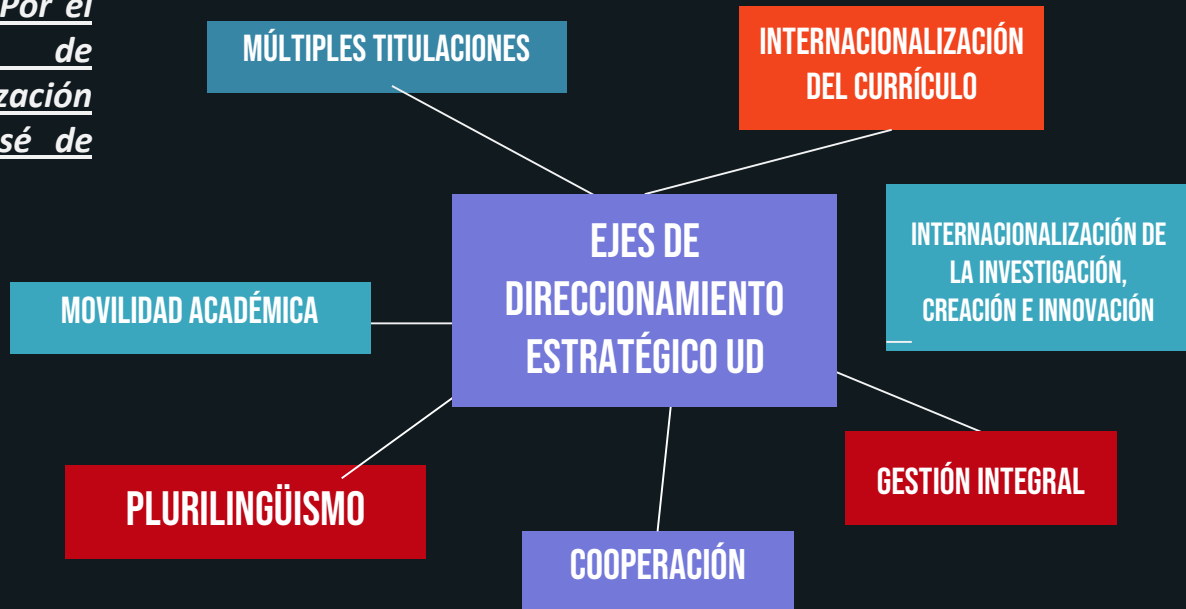 Por el
de
zación
sé de
MÚLTIPLES TITULACIONES
INTERNACIONALIZACIÓN
DEL CURRÍCULO
EJES DE
DIRECCIONAMIENTO
ESTRATÉGICO UD
INTERNACIONALIZACIÓN DE
LA INVESTIGACIÓN,
CREACIÓN E INNOVACIÓN
MOVILIDAD ACADÉMICA
GESTIÓN INTEGRAL
PLURILINGÜISMO
COOPERACIÓN